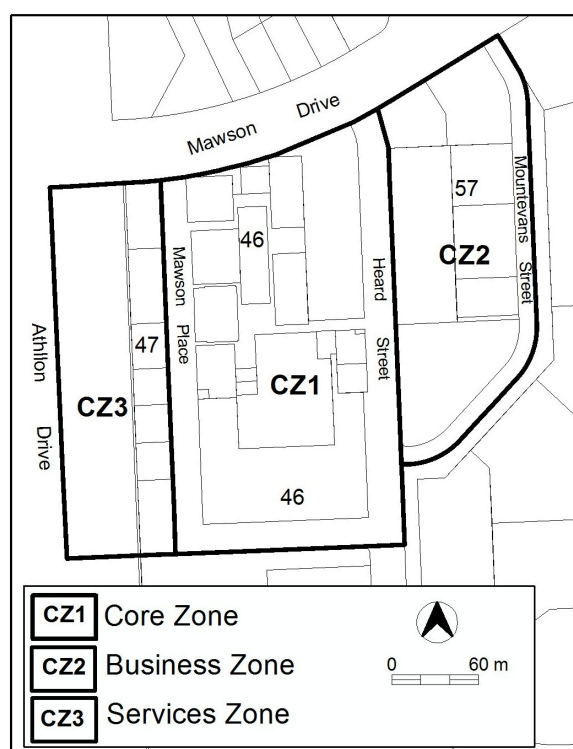 Mawson Drive
57
Mountevans Street
46
CZ2
Mawson Place
Heard Street
Athllon Drive
47
CZ1
CZ3
46
CZ1 Core Zone
CZ2 Business Zone
CZ3 Services Zone
0 60 m